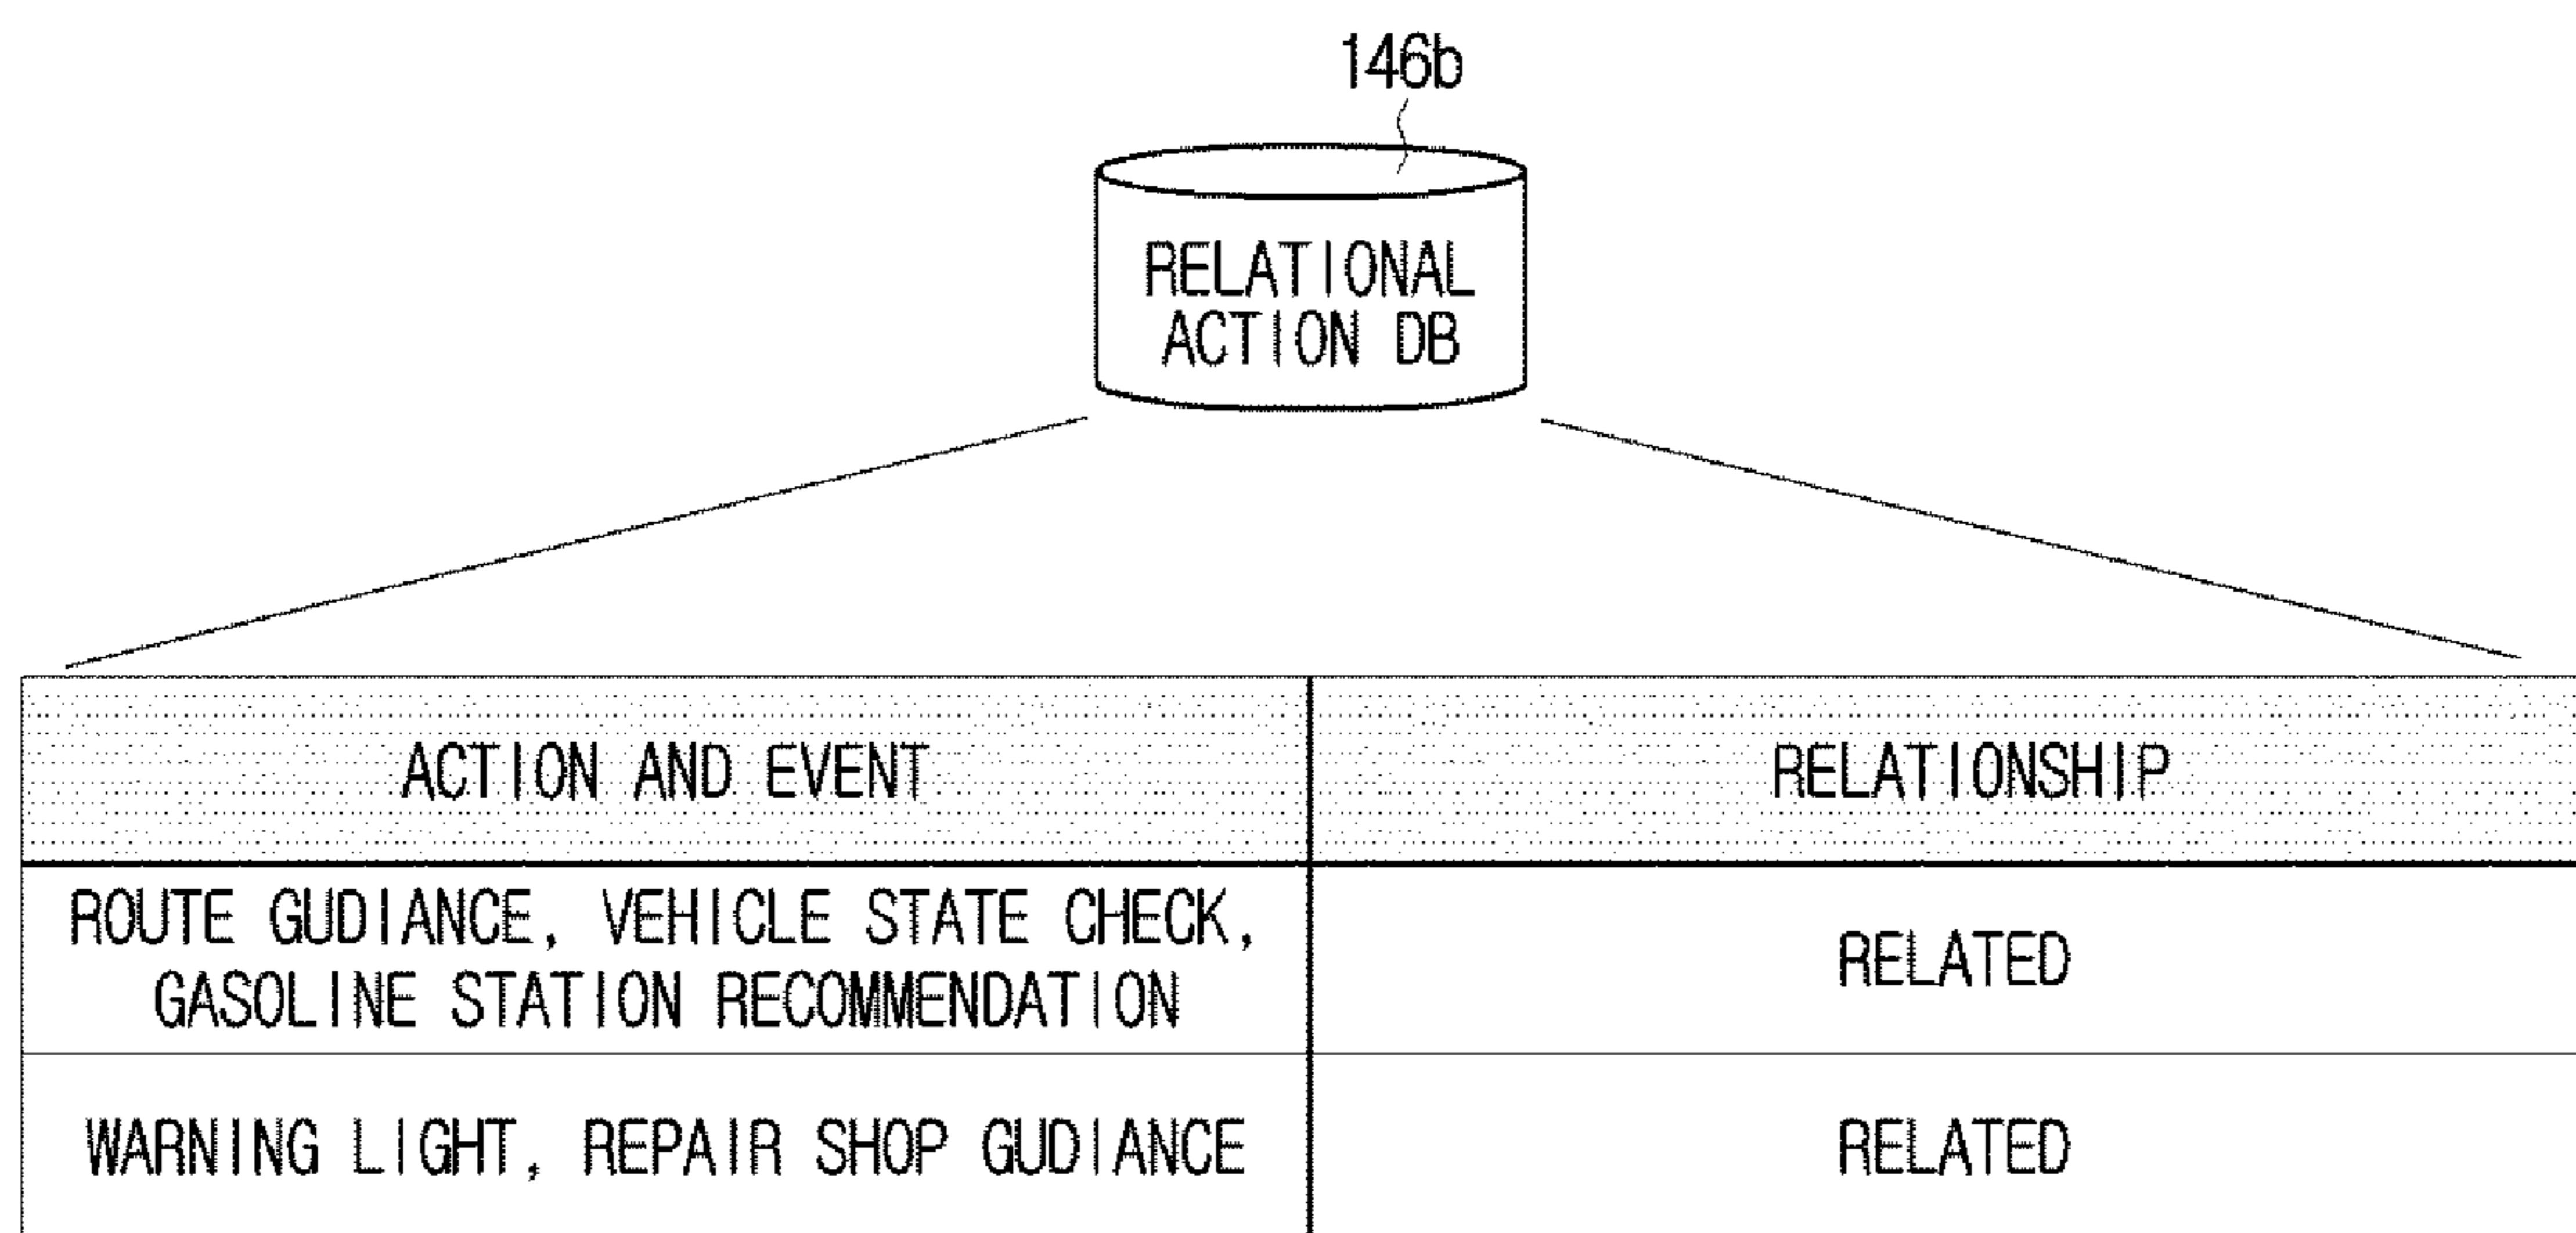 146b
RELATIONAL
ACTION DB
ACTION AND EVENT
RELATIONSHIP
ROUTE GUDIANCE, VEHICLE STATE CHECK,
GASOLINE STATION RECOMMENDATION
RELATED
WARNING LIGHT, REPAIR SHOP GUDIANCE
RELATED